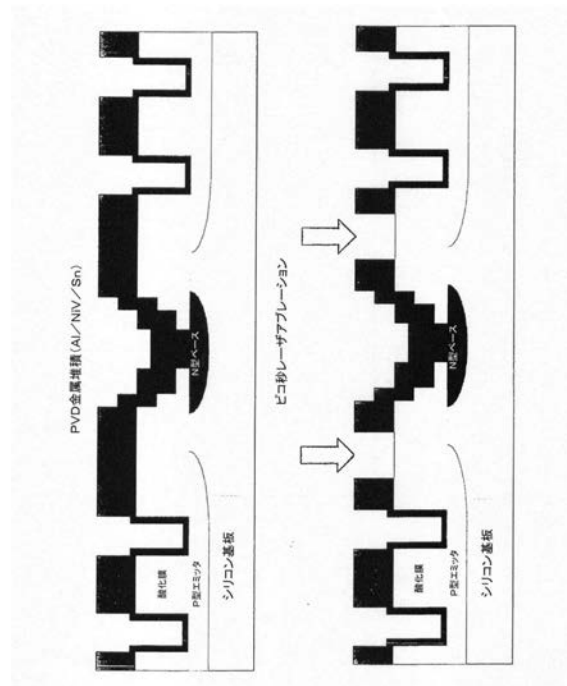 PVD金属堆積(Al/NiV/Sn)
N型ベース
酸化膜
P型エミッタ
シリコン基板
ピコ秒レーザアブレーション
N型ベース
酸化膜
P型エミッタ
シリコン基板